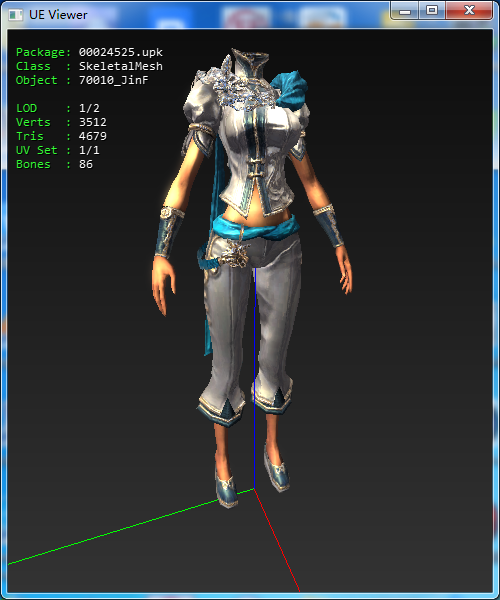 UE Viewer
Package: 00024525.upk
Class : SkeletalMesh
Object : 70010_JinF
LOD : 1/2
Verts : 3512
Tris : 4679
UV Set : 1/1
Bones : 86